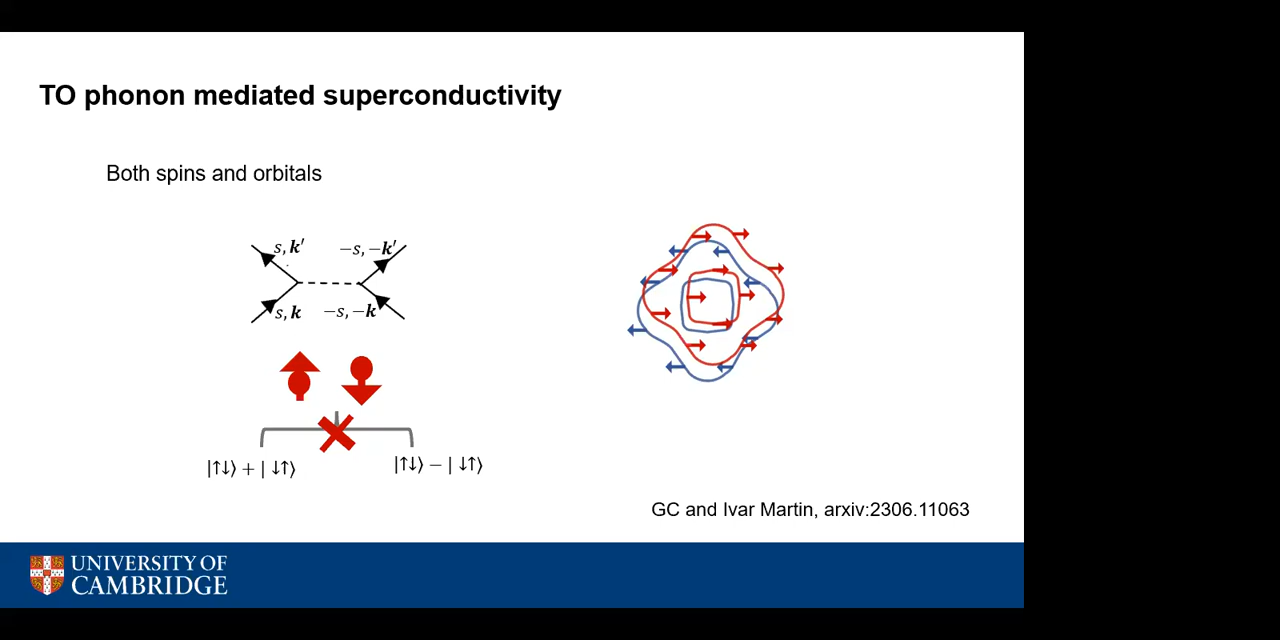 TO phonon mediated superconductivity
Both spins and orbitals
s, k′ −s, −k′
s, k −s, −k
|↑↓⟩ + | ↓↑⟩ |↑↓⟩ − | ↓↑⟩
GC and Ivar Martin, arxiv:2306.11063
UNIVERSITY OF
CAMBRIDGE